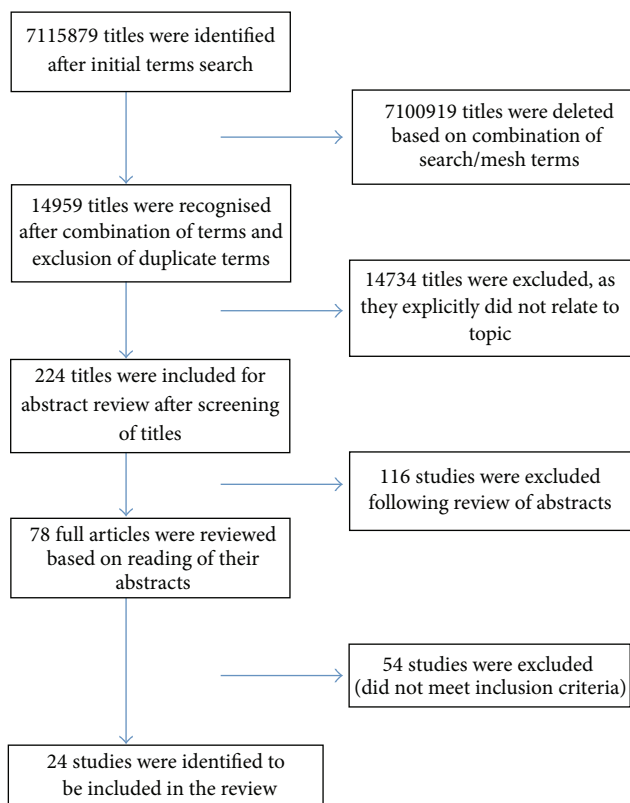 7115879 titles were identified
after initial terms search
7100919 titles were deleted
based on combination of
search/mesh terms
14959 titles were recognised
after combination of terms and
exclusion of duplicate terms
14734 titles were excluded, as
they explicitly did not relate to
topic
224 titles were included for
abstract review after screening
of titles
116 studies were excluded
following review of abstracts
78 full articles were reviewed
based on reading of their
abstracts
54 studies were excluded
(did not meet inclusion criteria)
24 studies were identified to
be included in the review